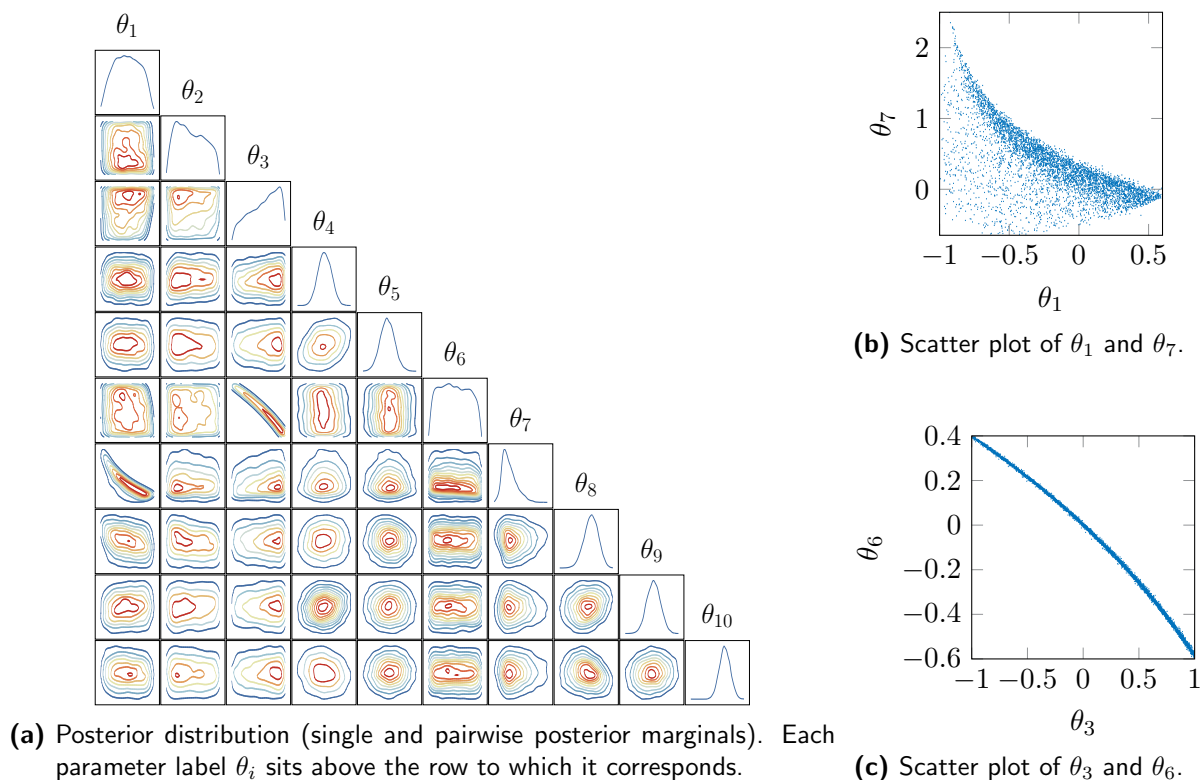 θ1
θ2
θ3
θ4
θ5
θ6
θ7
θ8
θ9
θ10
(a) Posterior distribution (single and pairwise posterior marginals). Each
parameter label θi sits above the row to which it corresponds.
2
1
0
θ7
−1 −0.5 0 0.5
θ1
(b) Scatter plot of θ1 and θ7.
0.4
0.2
0
−0.2
−0.4
−0.6
θ6
−1 −0.5 0 0.5 1
θ3
(c) Scatter plot of θ3 and θ6.